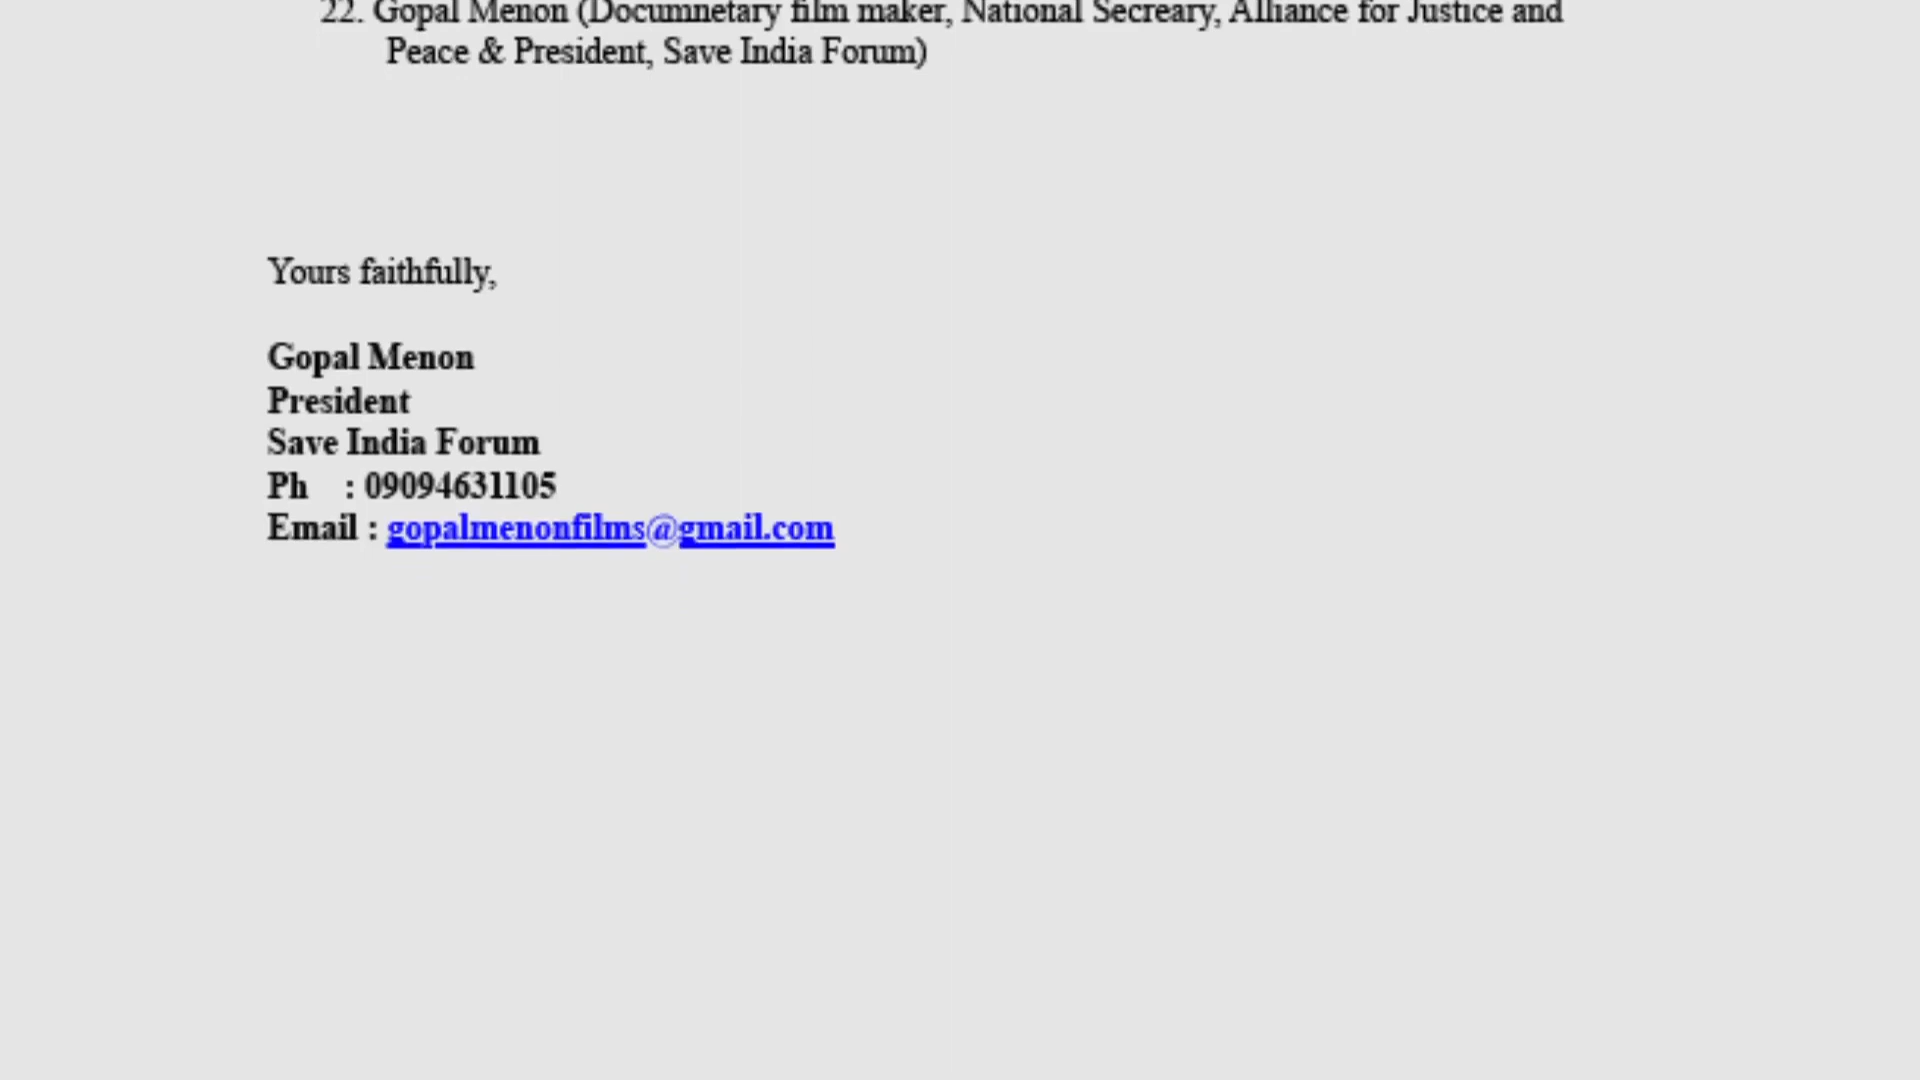 22. Gopal Menon (Documnetary film maker, National Secreary, Alliance for Justice and
Peace & President, Save India Forum)
Yours faithfully,
Gopal Menon
President
Save India Forum
Ph : 09094631105
Email : gopalmenonfilms@gmail.com